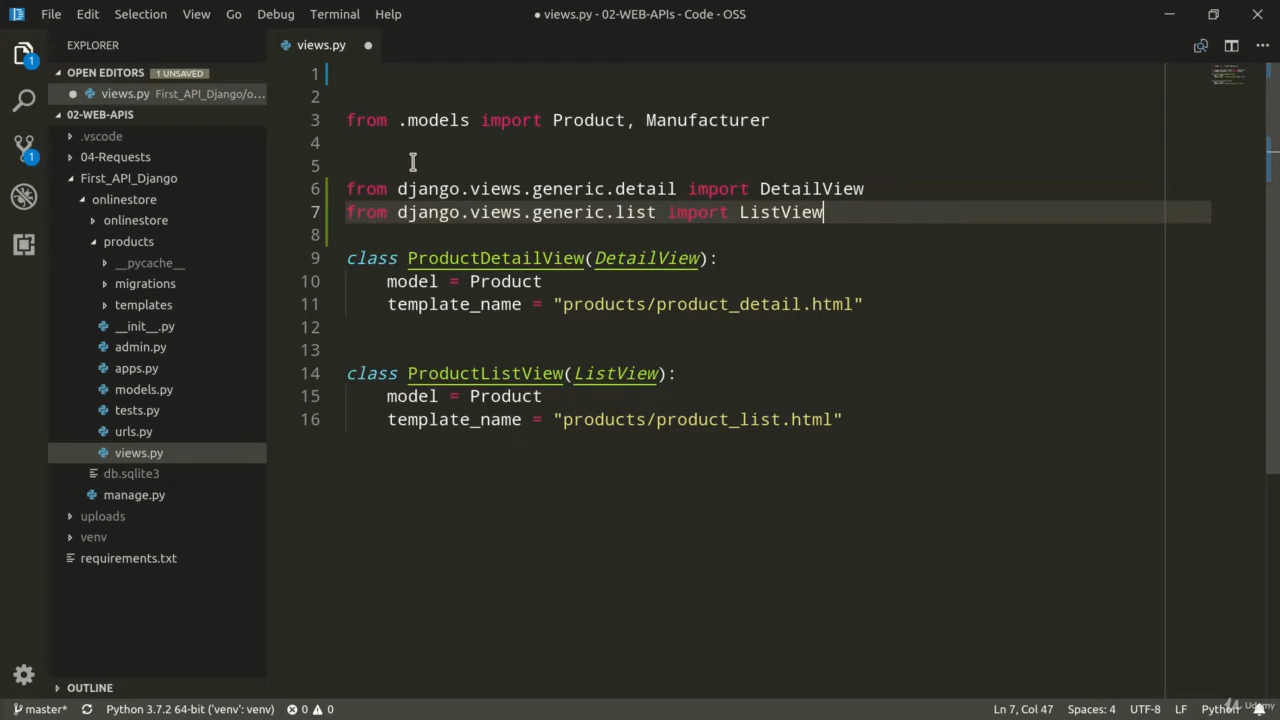 File Edit Selection View Go Debug Terminal Help
● views.py - 02-WEB-APIs - Code - OSS
EXPLORER
views.py
OPEN EDITORS 1 UNSAVED
views.py First_API_Django/o...
02-WEB-APIS
.vscode
04-Requests
First_API_Django
onlinestore
onlinestore
products
__pycache__
migrations
templates
__init__.py
admin.py
apps.py
models.py
tests.py
urls.py
views.py
db.sqlite3
manage.py
uploads
venv
requirements.txt
OUTLINE
1
1
1
2
3 from .models import Product, Manufacturer
4
5
6 from django.views.generic.detail import DetailView
7 from django.views.generic.list import ListView
8
9 class ProductDetailView(DetailView):
10 model = Product
11 template_name = "products/product_detail.html"
12
13
14 class ProductListView(ListView):
15 model = Product
16 template_name = "products/product_list.html"
master* Python 3.7.2 64-bit ('venv': venv) 0 0 Ln 7, Col 47 Spaces: 4 UTF-8 LF Python
Udemy